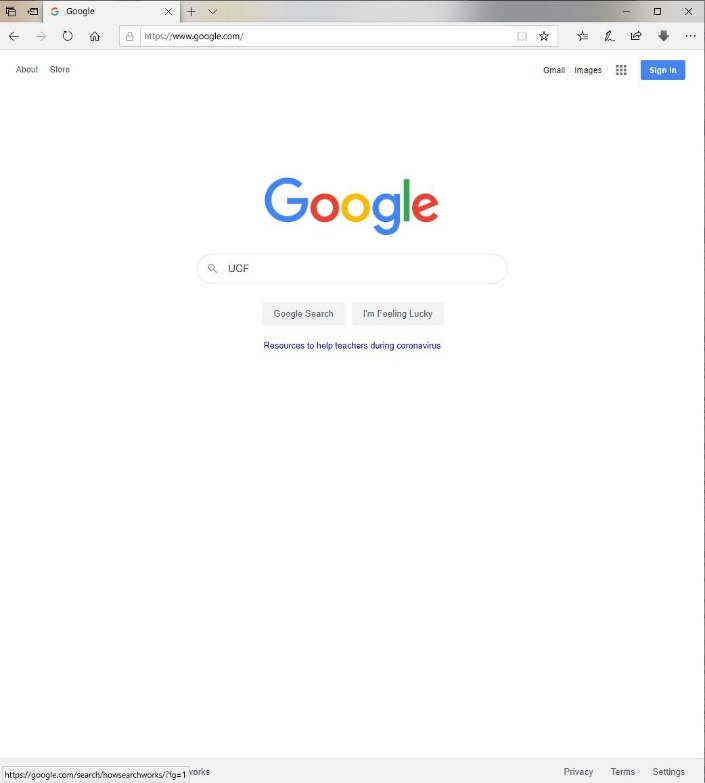 Google
https://www.google.com/
About Store Gmail Images Sign in
Google
UCF
Google Search I'm Feeling Lucky
Resources to help teachers during coronavirus
https://google.com/search/howsearchworks/?fg=1 works Privacy Terms Settings